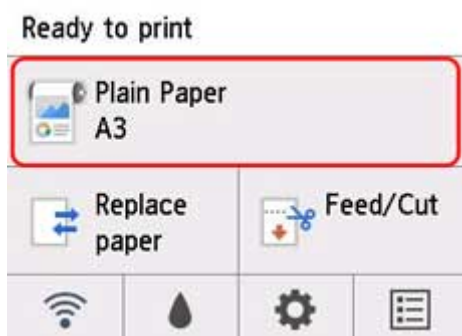 Ready to print
Plain Paper
A3
Replace
paper
Feed/Cut